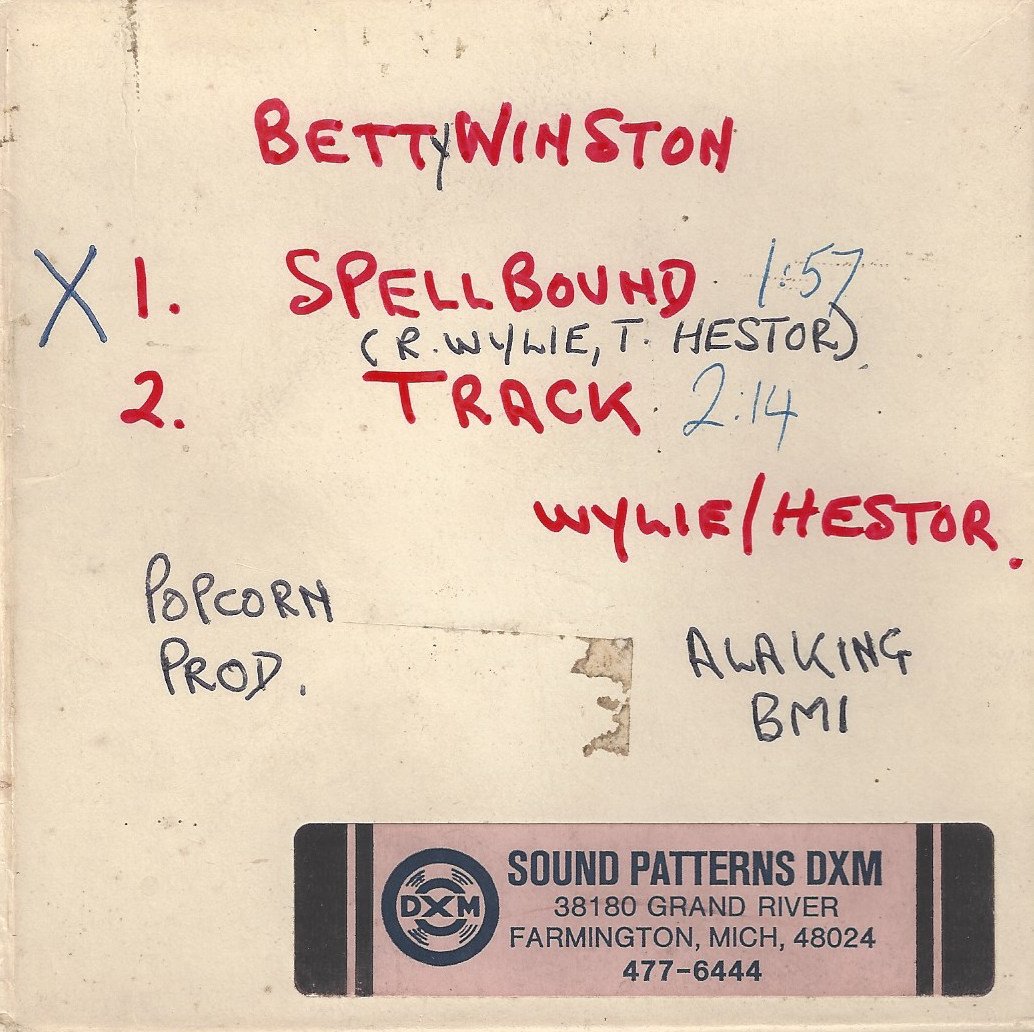 BETTY WINSTON
X 1. SPELLBOUND 1:57
(R. WYLIE, T. HESTOR)
2. TRACK 2:14
WYLIE/HESTOR.
POPCORN
PROD.
ALAKING
BMI
DXM
SOUND PATTERNS DXM
38180 GRAND RIVER
FARMINGTON, MICH, 48024
477-6444